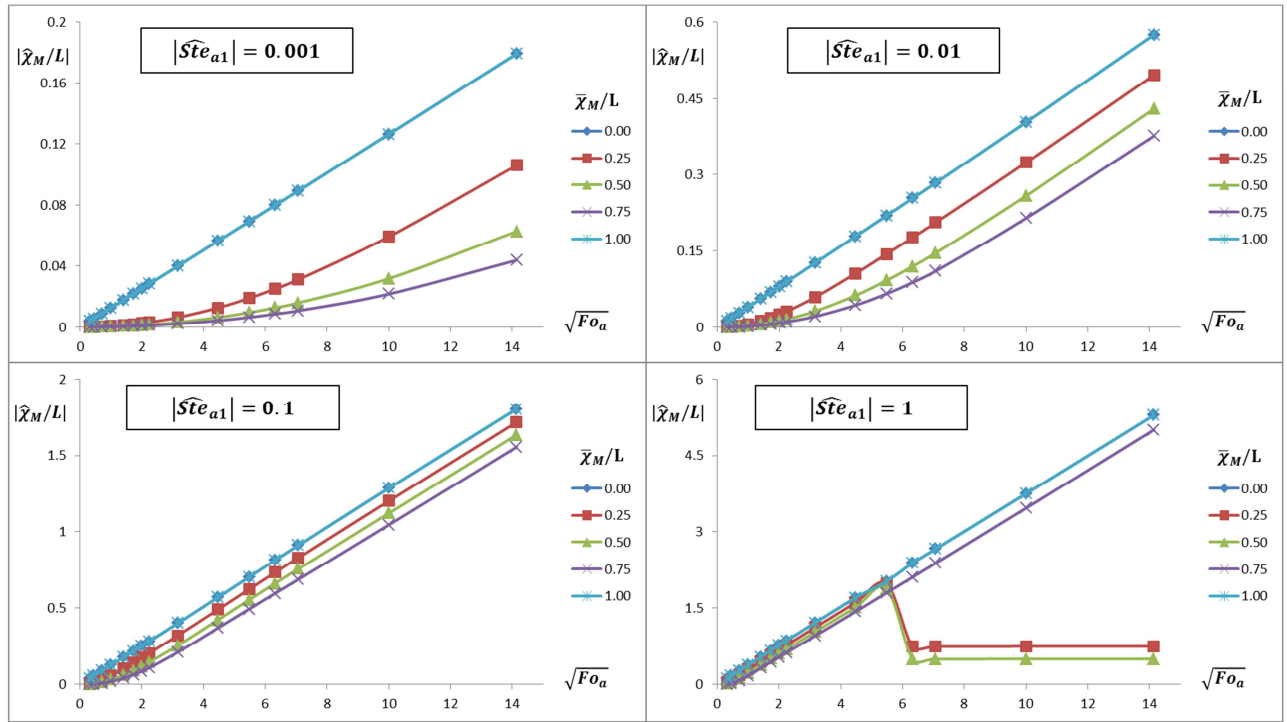 0.2
|χ̂_M/L|
|Ŝte_a1| = 0.001
0.16
0.12
0.08
0.04
0
0 2 4 6 8 10 12 14
√Fo_a
χ̄_M/L
0.00
0.25
0.50
0.75
1.00
0.6
|χ̂_M/L|
|Ŝte_a1| = 0.01
0.45
0.3
0.15
0
0 2 4 6 8 10 12 14
√Fo_a
χ̄_M/L
0.00
0.25
0.50
0.75
1.00
2
|χ̂_M/L|
|Ŝte_a1| = 0.1
1.5
1
0.5
0
0 2 4 6 8 10 12 14
√Fo_a
χ̄_M/L
0.00
0.25
0.50
0.75
1.00
6
|χ̂_M/L|
|Ŝte_a1| = 1
4.5
3
1.5
0
0 2 4 6 8 10 12 14
√Fo_a
χ̄_M/L
0.00
0.25
0.50
0.75
1.00